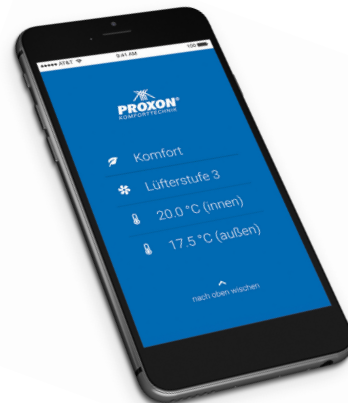 AT&T 9:41 AM 100
PROXON®
KOMFORTTECHNIK
Komfort
Lüfterstufe 3
20.0 °C (innen)
17.5 °C (außen)
nach oben wischen